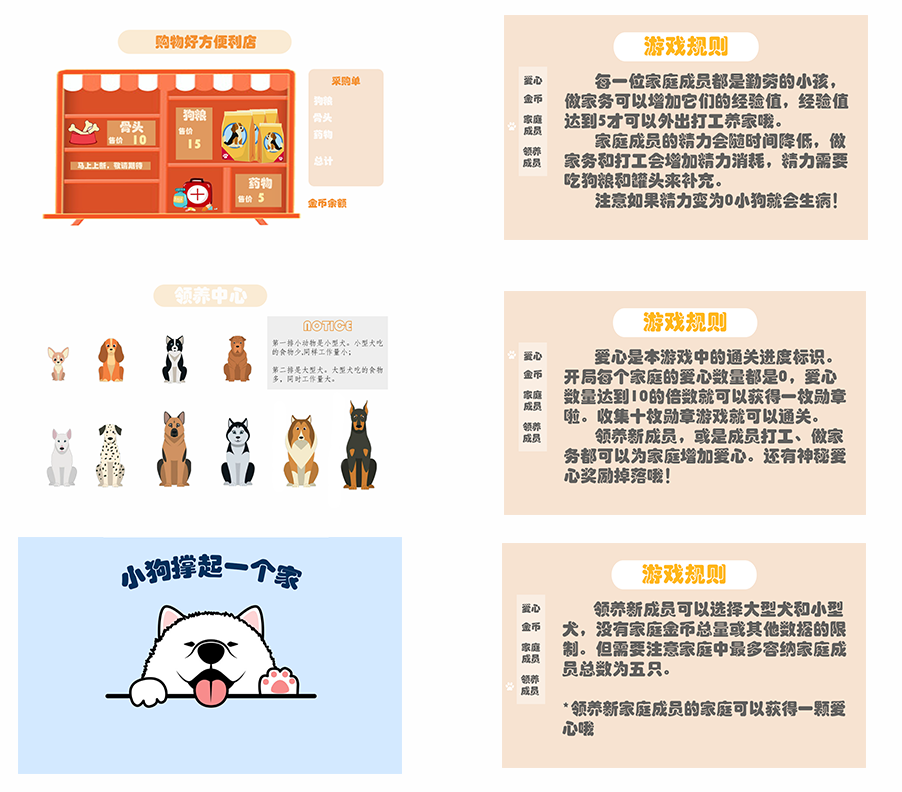 购物好方便利店
采购单
狗粮
骨头
药物
总计
金币余额
骨头
售价 10
狗粮
售价
15
马上上新，敬请期待
药物
售价 5
游戏规则
爱心
金币
家庭
成员
领养
成员
每一位家庭成员都是勤劳的小孩，
做家务可以增加它们的经验值，经验值
达到5才可以外出打工养家哦。
家庭成员的精力会随时间降低，做
家务和打工会增加精力消耗，精力需要
吃狗粮和罐头来补充。
注意如果精力变为0小狗就会生病！
领养中心
NOTICE
第一排小动物是小型犬。小型犬吃
的食物少，同样工作量小；
第二排是大型犬。大型犬吃的食物
多，同时工作量大。
游戏规则
爱心
金币
家庭
成员
领养
成员
爱心是本游戏中的通关进度标识。
开局每个家庭的爱心数量都是0，爱心
数量达到10的倍数就可以获得一枚勋章
啦。收集十枚勋章游戏就可以通关。
领养新成员，或是成员打工、做家
务都可以为家庭增加爱心。还有神秘爱
心奖励掉落哦！
小狗撑起一个家
游戏规则
爱心
金币
家庭
成员
领养
成员
领养新成员可以选择大型犬和小型
犬，没有家庭金币总量或其他数据的限
制。但需要注意家庭中最多容纳家庭成
员总数为五只。
*领养新家庭成员的家庭可以获得一颗爱
心哦